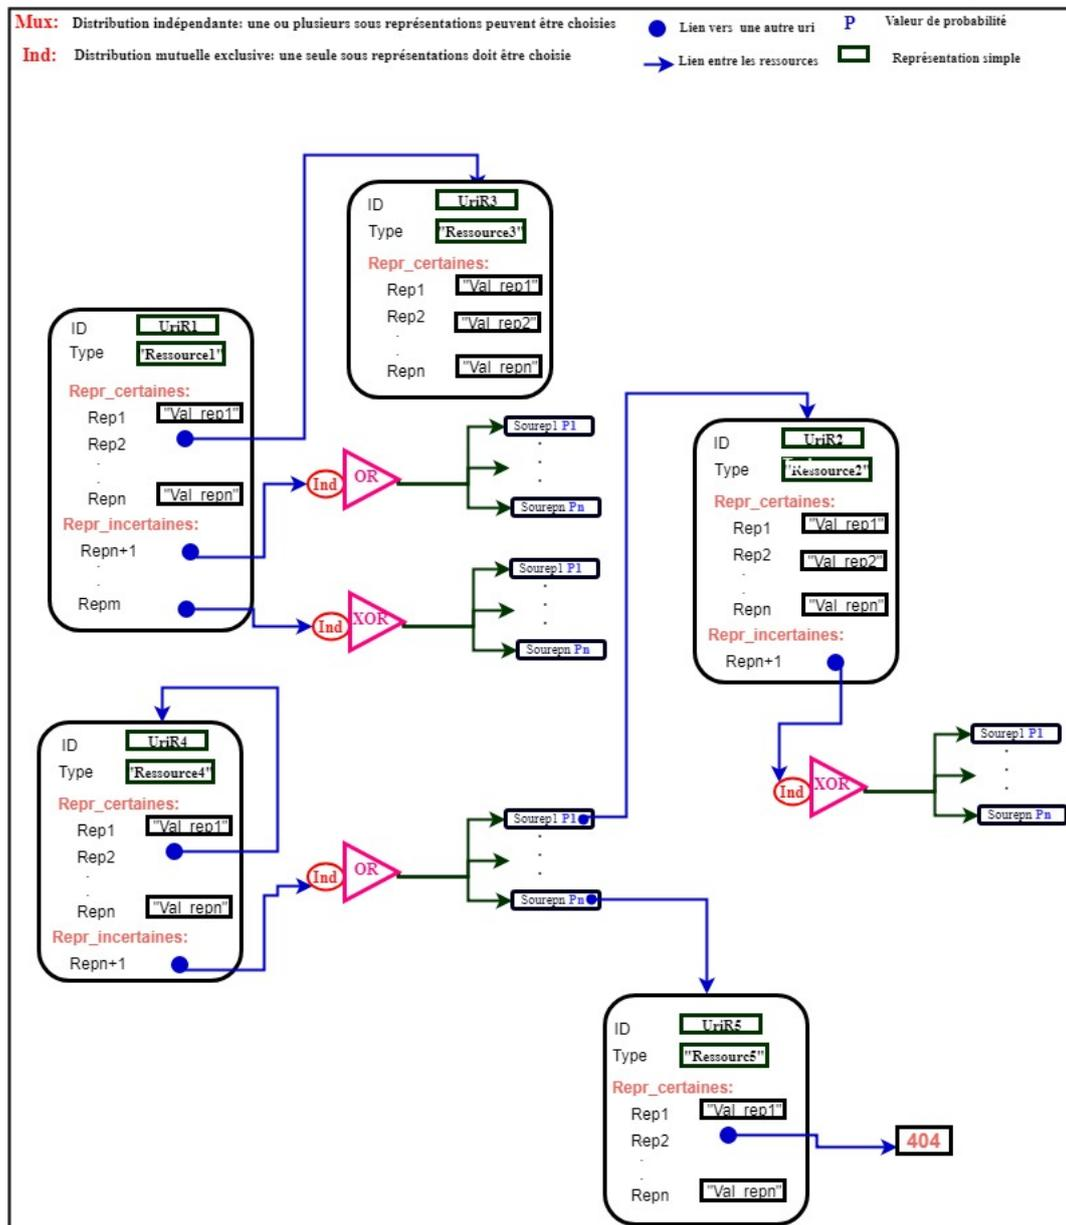 Mux: Distribution indépendante: une ou plusieurs sous représentations peuvent être choisies
Lien vers une autre uri
P Valeur de probabilité
Ind: Distribution mutuelle exclusive: une seule sous représentations doit être choisie
Lien entre les ressources
Représentation simple
ID UriR3
Type "Ressource3"
Repr_certaines:
Rep1 "Val_rep1"
Rep2 "Val_rep2"
.
.
Repn "Val_repn"
ID UriR1
Type "Ressource1"
Repr_certaines:
Rep1 "Val_rep1"
Rep2
.
.
Repn "Val_repn"
Repr_incertaines:
Repn+1
.
.
Repm
Ind OR
Sourep1 P1
.
.
.
Sourepn Pn
Ind XOR
Sourep1 P1
.
.
.
Sourepn Pn
ID UriR2
Type "Ressource2"
Repr_certaines:
Rep1 "Val_rep1"
Rep2 "Val_rep2"
.
.
Repn "Val_repn"
Repr_incertaines:
Repn+1
Ind XOR
Sourep1 P1
.
.
.
Sourepn Pn
ID UriR4
Type "Ressource4"
Repr_certaines:
Rep1 "Val_rep1"
Rep2
.
.
Repn "Val_repn"
Repr_incertaines:
Repn+1
Ind OR
Sourep1 P1
.
.
.
Sourepn Pn
ID UriR5
Type "Ressourc5"
Repr_certaines:
Rep1 "Val_rep1"
Rep2
.
.
Repn "Val_repn"
404